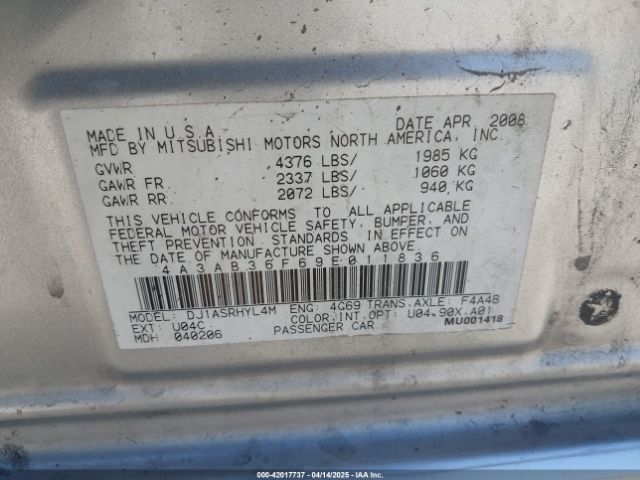 MADE IN U.S.A. DATE APR, 2008
MFD BY MITSUBISHI MOTORS NORTH AMERICA, INC.
GVWR 4376 LBS/ 1985 KG
GAWR FR. 2337 LBS/ 1060 KG
GAWR RR. 2072 LBS/ 940 KG
THIS VEHICLE CONFORMS TO ALL APPLICABLE
FEDERAL MOTOR VEHICLE SAFETY, BUMPER, AND
THEFT PREVENTION STANDARDS IN EFFECT ON
THE DATE OF MANUFACTURE SHOWN ABOVE.
4A3AB36F69E011836
MODEL: DJ1ASRHYL4M ENG: 4G69 TRANS.AXLE: F4A4B
EXT: U04C COLOR,INT,OPT: U04,90X,A01
MDH 040206 PASSENGER CAR MU001418
000-42017737 - 04/14/2025 - IAA Inc.